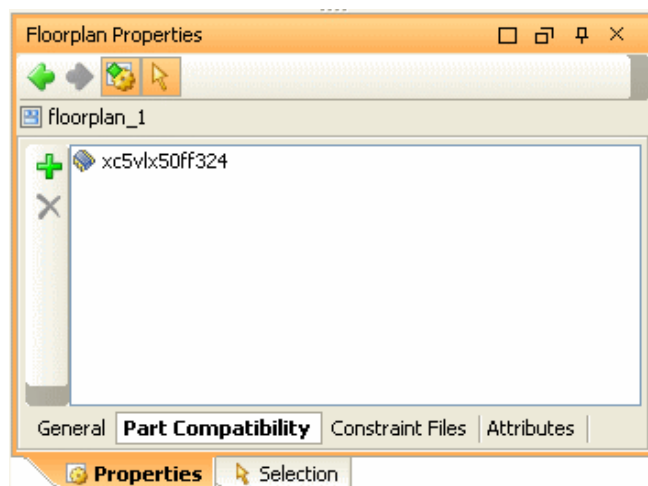 Floorplan Properties
floorplan_1
xc5vlx50ff324
General Part Compatibility Constraint Files Attributes
Properties Selection